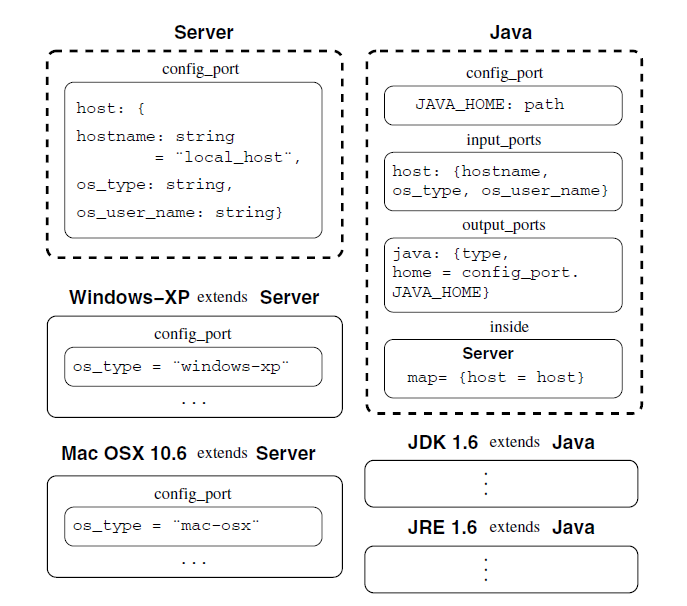 Server
config_port
host: {
hostname: string
= ¨local_host¨,
os_type: string,
os_user_name: string}
Windows−XP extends Server
config_port
os_type = ¨windows-xp¨
...
Mac OSX 10.6 extends Server
config_port
os_type = ¨mac-osx¨
...
Java
config_port
JAVA_HOME: path
input_ports
host: {hostname,
os_type, os_user_name}
output_ports
java: {type,
home = config_port.
JAVA_HOME}
inside
Server
map= {host = host}
JDK 1.6 extends Java
...
JRE 1.6 extends Java
...